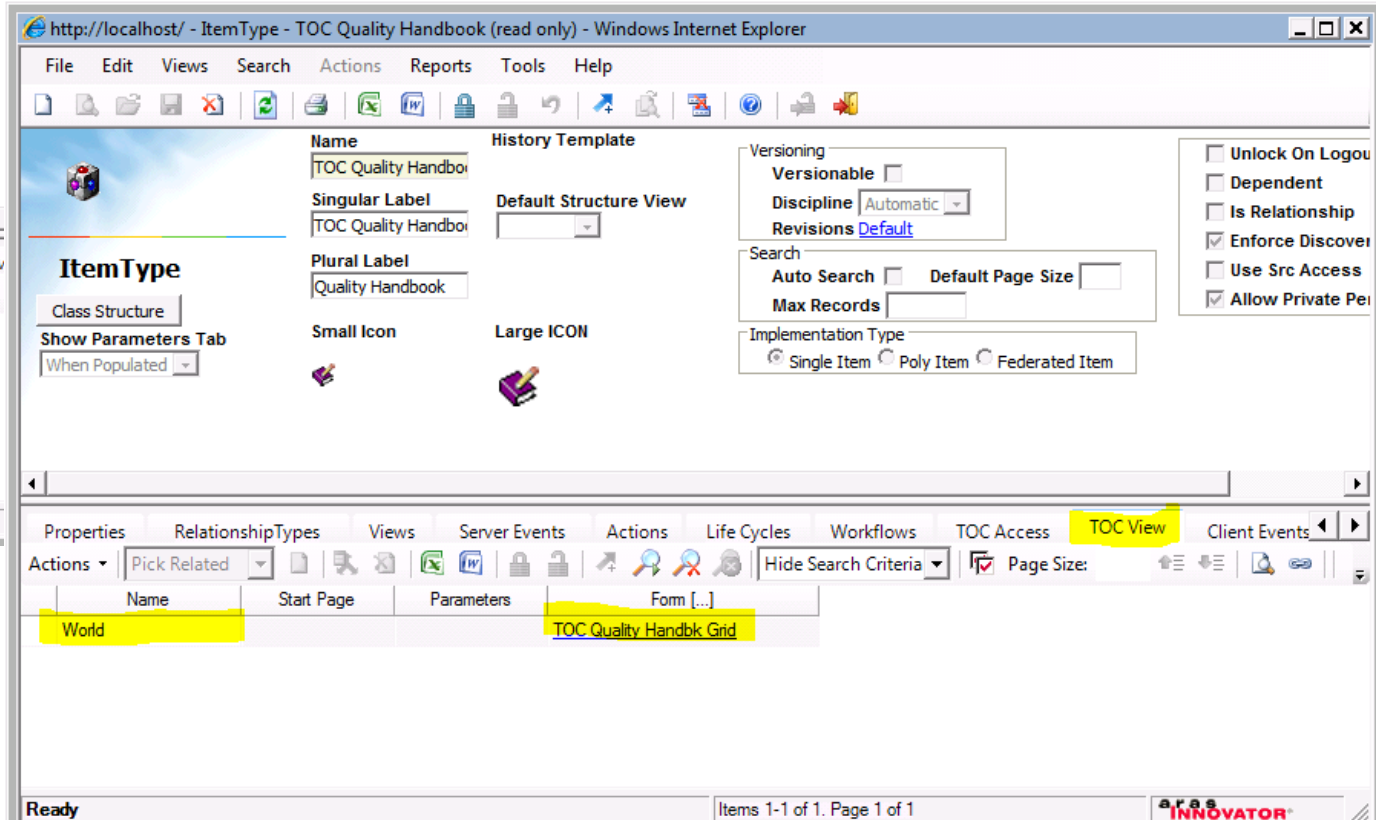 http://localhost/ - ItemType - TOC Quality Handbook (read only) - Windows Internet Explorer
File Edit Views Search Actions Reports Tools Help
Name
TOC Quality Handbo
History Template
Singular Label
TOC Quality Handbo
Default Structure View
Plural Label
Quality Handbook
ItemType
Class Structure
Show Parameters Tab
When Populated
Small Icon
Large ICON
Versioning
Versionable
Discipline Automatic
Revisions Default
Search
Auto Search Default Page Size
Max Records
Implementation Type
Single Item Poly Item Federated Item
Unlock On Logou
Dependent
Is Relationship
Enforce Discover
Use Src Access
Allow Private Per
Properties RelationshipTypes Views Server Events Actions Life Cycles Workflows TOC Access TOC View Client Events
Actions Pick Related Hide Search Criteria Page Size:
Name Start Page Parameters Form [...]
World TOC Quality Handbk Grid
Ready Items 1-1 of 1. Page 1 of 1 aras INNOVATOR